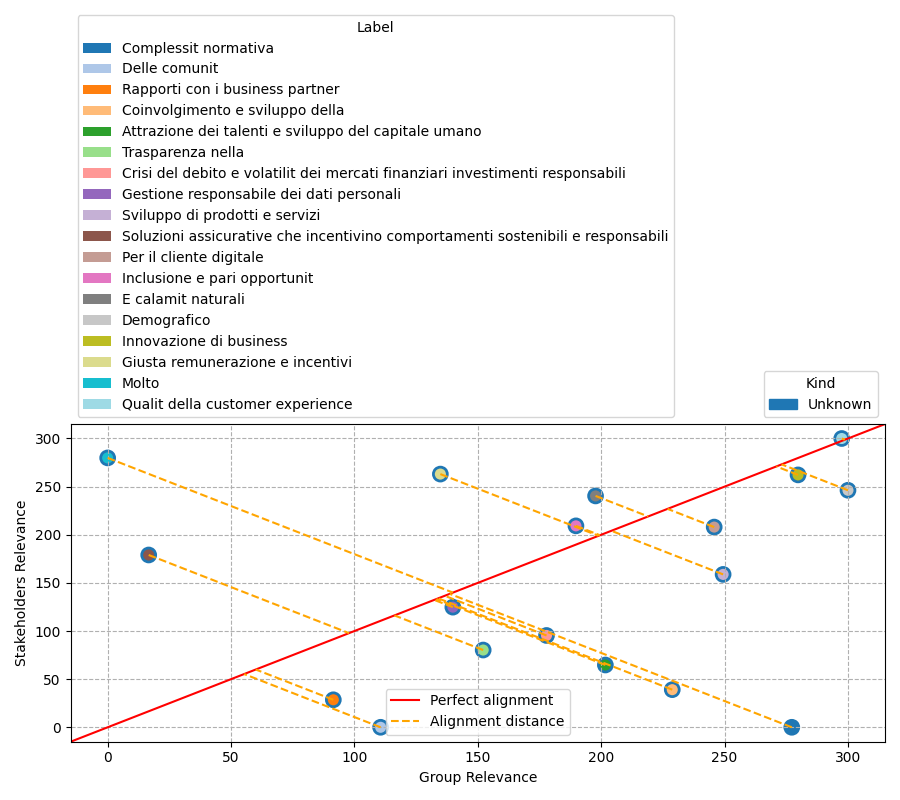 Label
Complessit normativa
Delle comunit
Rapporti con i business partner
Coinvolgimento e sviluppo della
Attrazione dei talenti e sviluppo del capitale umano
Trasparenza nella
Crisi del debito e volatilit dei mercati finanziari investimenti responsabili
Gestione responsabile dei dati personali
Sviluppo di prodotti e servizi
Soluzioni assicurative che incentivino comportamenti sostenibili e responsabili
Per il cliente digitale
Inclusione e pari opportunit
E calamit naturali
Demografico
Innovazione di business
Giusta remunerazione e incentivi
Molto
Qualit della customer experience
Kind
Unknown
300
250
200
150
100
50
0
Stakeholders Relevance
Perfect alignment
Alignment distance
0 50 100 150 200 250 300
Group Relevance